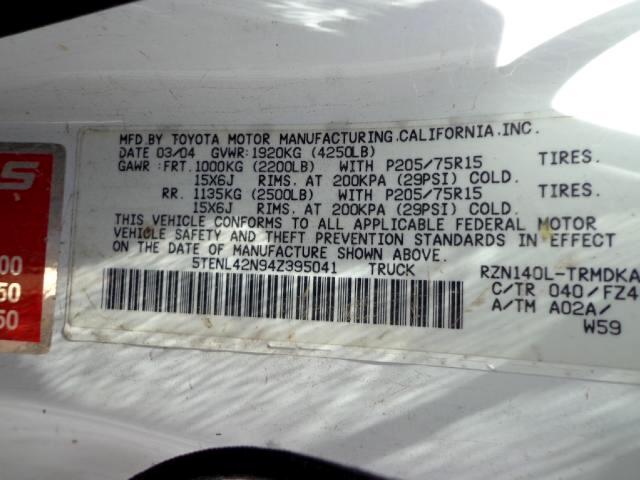 MFD BY TOYOTA MOTOR MANUFACTURING.CALIFORNIA.INC.
DATE 03/04 GVWR:1920KG (4250LB)
GAWR:FRT.1000KG (2200LB) WITH P205/75R15 TIRES.
15X6J RIMS. AT 200KPA (29PSI) COLD.
RR. 1135KG (2500LB) WITH P205/75R15 TIRES.
15X6J RIMS. AT 200KPA (29PSI) COLD.
THIS VEHICLE CONFORMS TO ALL APPLICABLE FEDERAL MOTOR
VEHICLE SAFETY AND THEFT PREVENTION STANDARDS IN EFFECT
ON THE DATE OF MANUFACTURE SHOWN ABOVE.
5TENL42N94Z395041 TRUCK RZN140L-TRMDKA
C/TR 040/FZ4
A/TM A02A/
W59
S
00
50
50